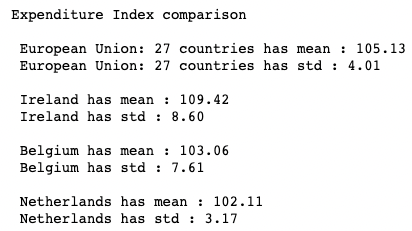 Expenditure Index comparison
European Union: 27 countries has mean : 105.13
European Union: 27 countries has std : 4.01
Ireland has mean : 109.42
Ireland has std : 8.60
Belgium has mean : 103.06
Belgium has std : 7.61
Netherlands has mean : 102.11
Netherlands has std : 3.17